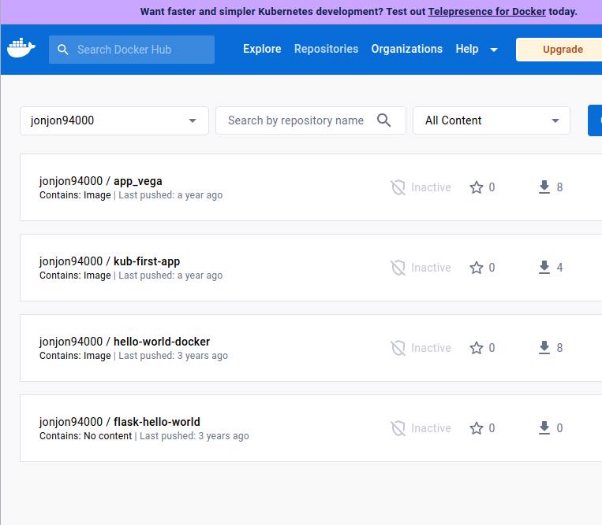 Want faster and simpler Kubernetes development? Test out Telepresence for Docker today.
Search Docker Hub
Explore
Repositories
Organizations
Help
Upgrade
jonjon94000
Search by repository name
All Content
jonjon94000 / app_vega
Contains: Image | Last pushed: a year ago
Inactive
0
8
jonjon94000 / kub-first-app
Contains: Image | Last pushed: a year ago
Inactive
0
4
jonjon94000 / hello-world-docker
Contains: Image | Last pushed: 3 years ago
Inactive
0
8
jonjon94000 / flask-hello-world
Contains: No content | Last pushed: 3 years ago
Inactive
0
0